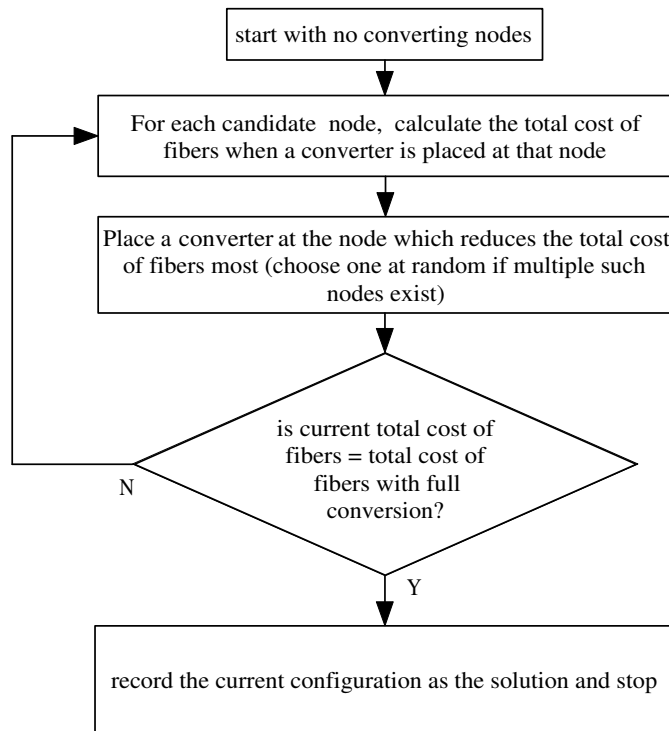 start with no converting nodes
For each candidate node, calculate the total cost of
fibers when a converter is placed at that node
Place a converter at the node which reduces the total cost
of fibers most (choose one at random if multiple such
nodes exist)
is current total cost of
fibers = total cost of
fibers with full
conversion?
N
Y
record the current configuration as the solution and stop